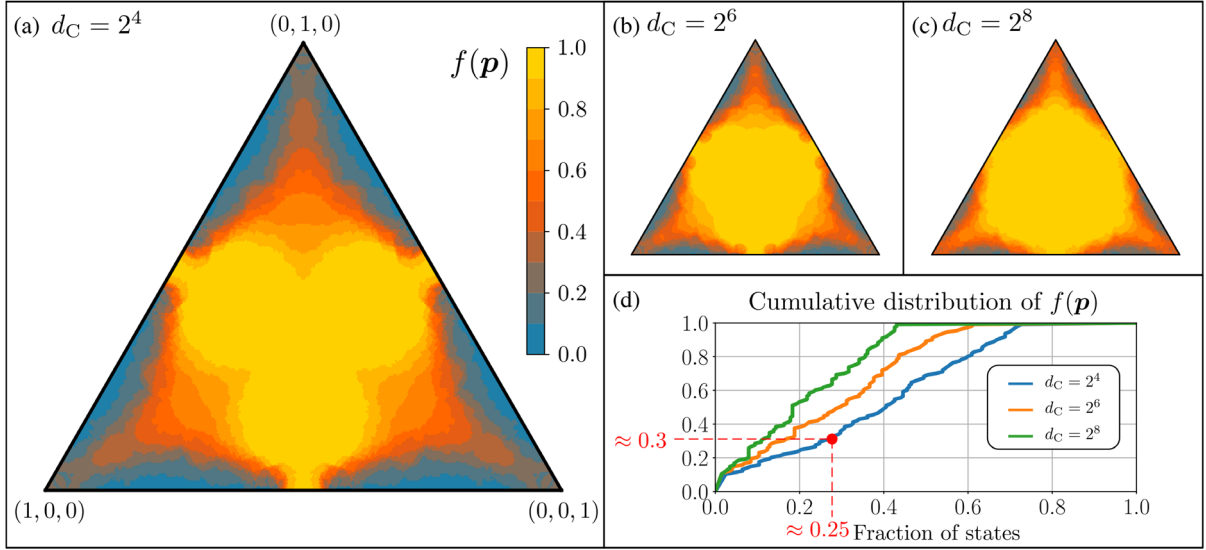 (a) d_C = 2^4
(0, 1, 0)
f(p)
1.0
0.8
0.6
0.4
0.2
0.0
(1, 0, 0)
(0, 0, 1)
(b) d_C = 2^6
(c) d_C = 2^8
(d)
Cumulative distribution of f(p)
1.0
0.8
0.6
0.4
0.2
0.0
≈ 0.3
d_C = 2^4
d_C = 2^6
d_C = 2^8
0.0 0.2 0.4 0.6 0.8 1.0
≈ 0.25
Fraction of states